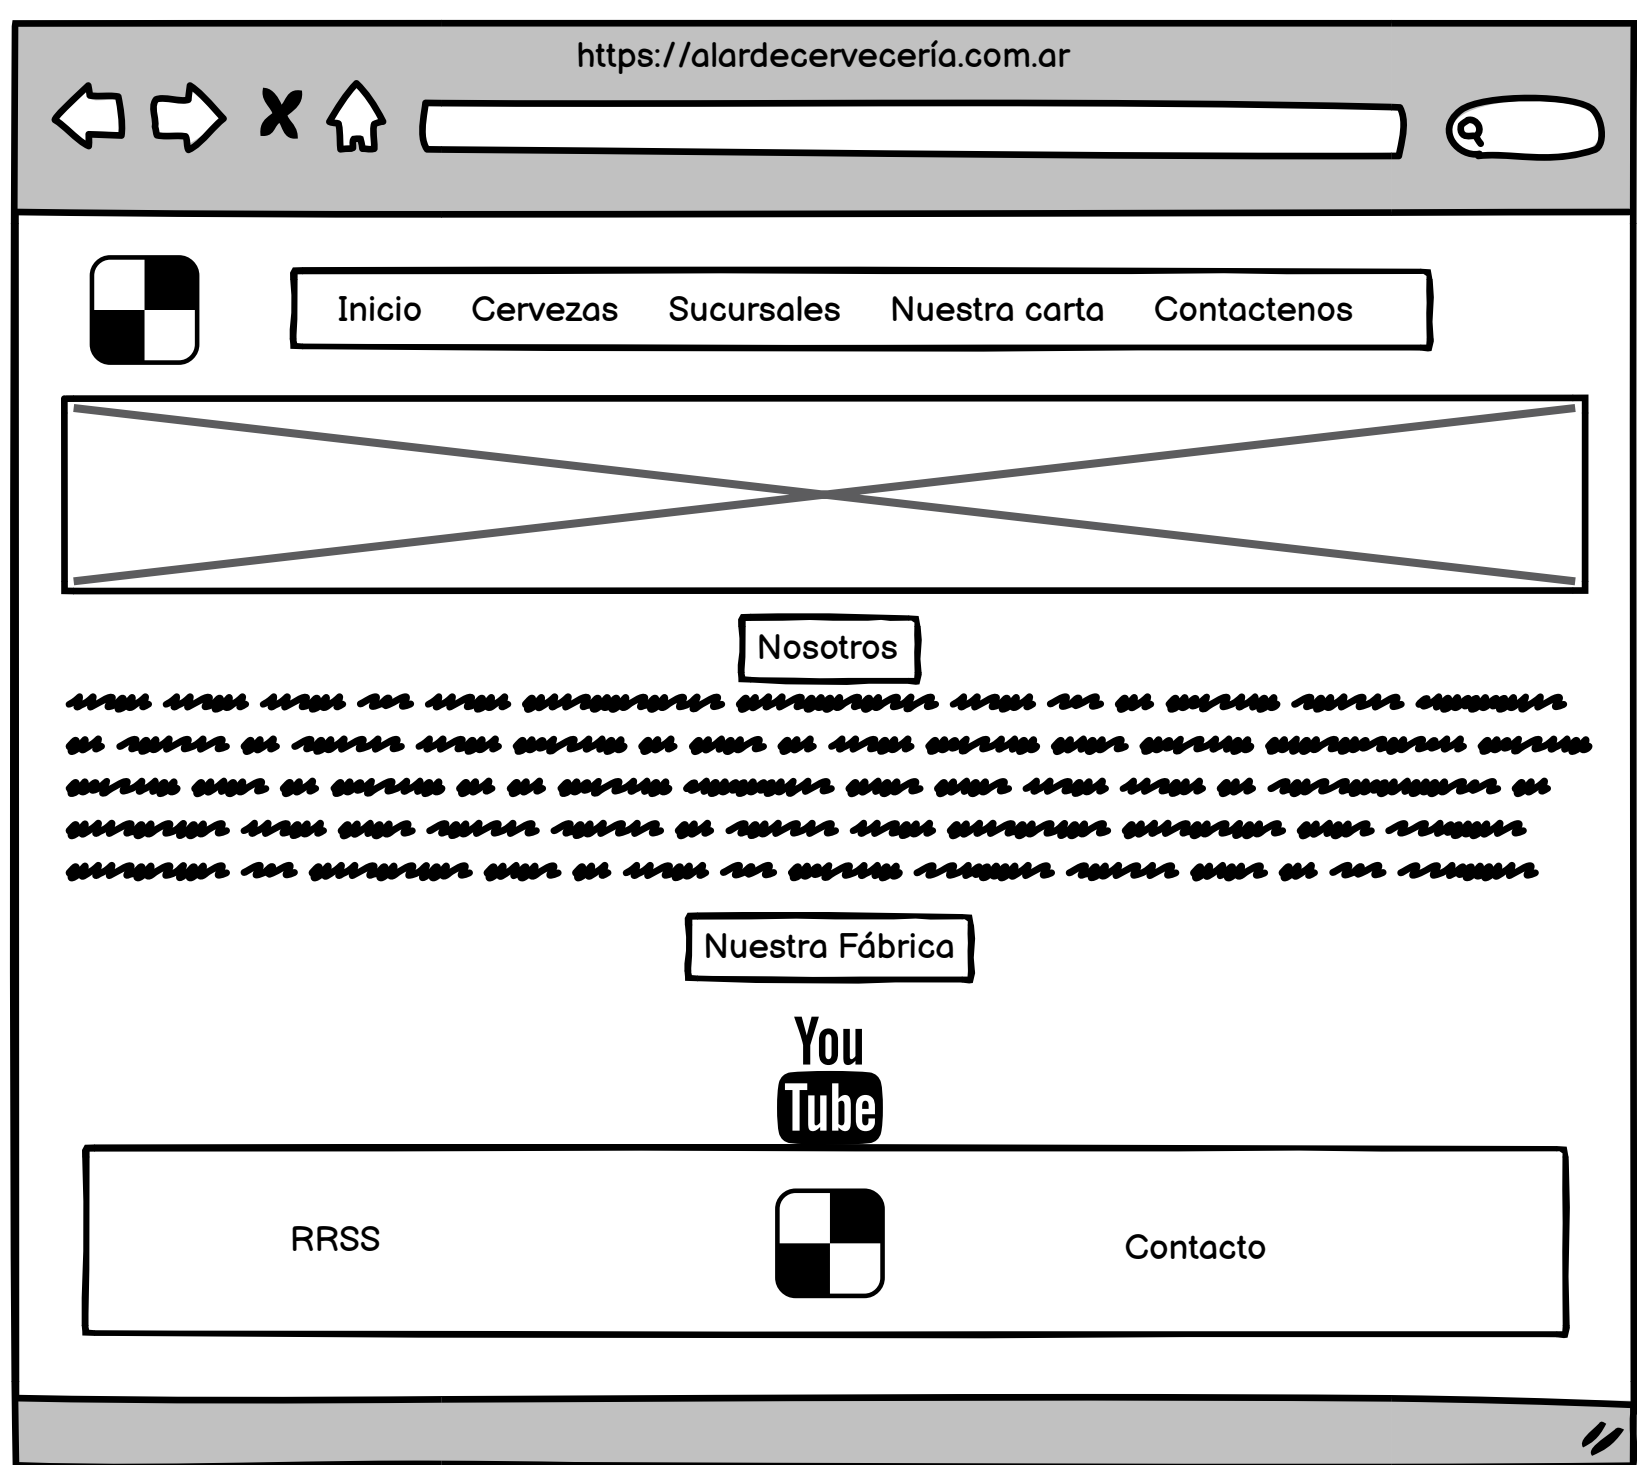 https://alardecervecería.com.ar
Inicio Cervezas Sucursales Nuestra carta Contactenos
Nosotros
Nuestra Fábrica
You
Tube
RRSS
Contacto